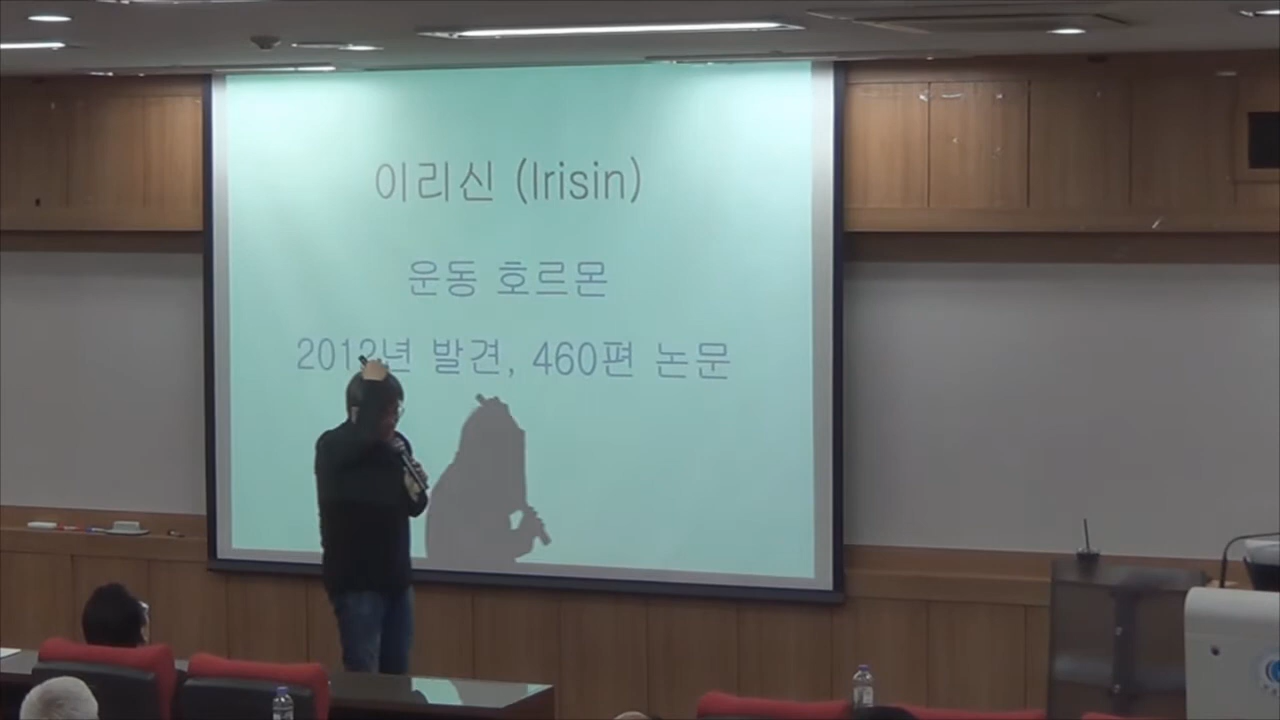 이리신 (Irisin)
운동 호르몬
2012년 발견, 460편 논문